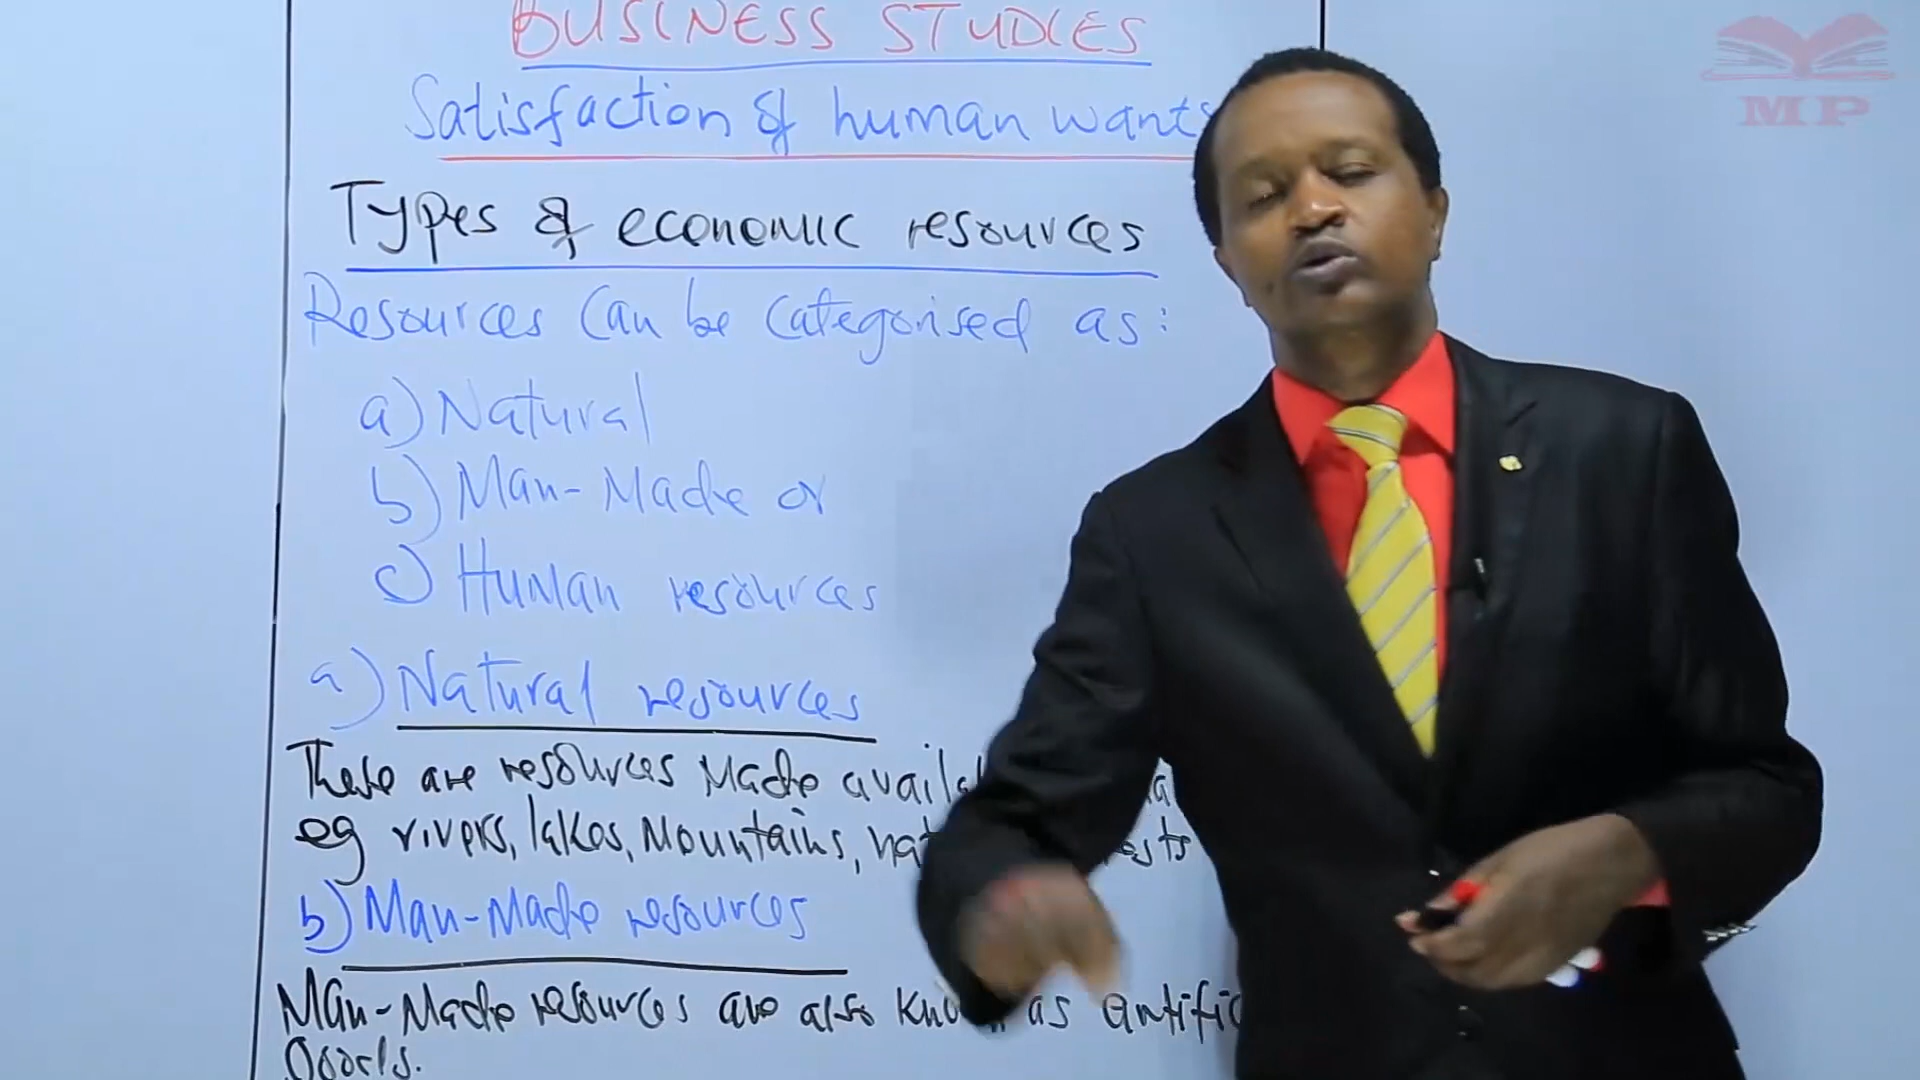 BUSINESS STUDIES
Satisfaction of human wants
Types of economic resources
Resources can be categorised as:
a) Natural
b) Man-Made or
c) Human resources
a) Natural resources
These are resources made
eg rivers, lakes, mountains,
b) Man-Made resources
Man-Made resources are also known as
Goods.
MP